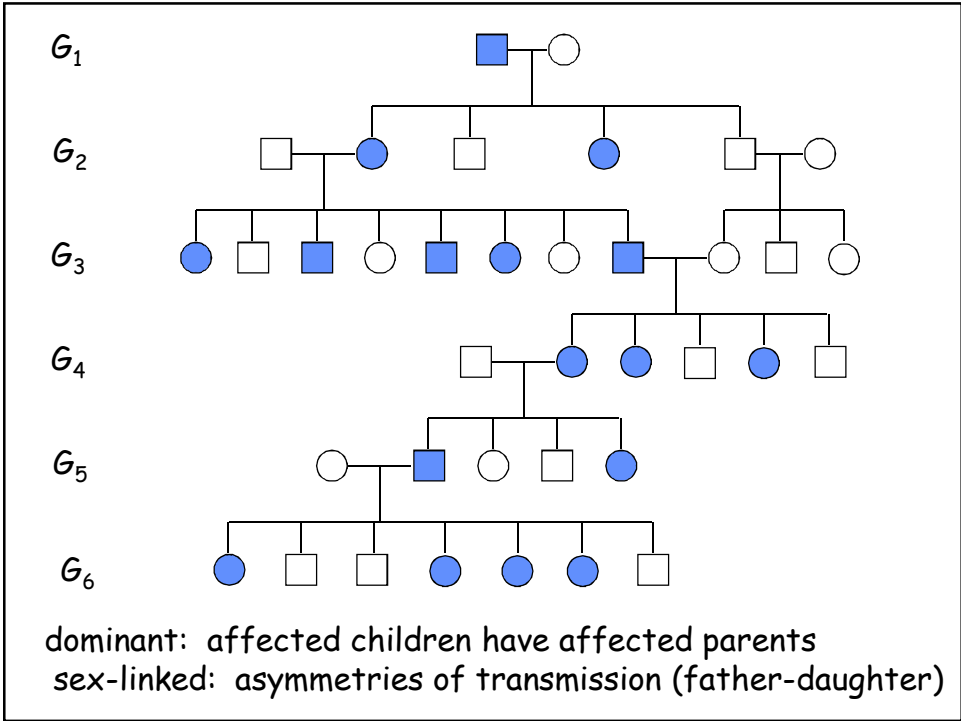 G₁
G₂
G₃
G₄
G₅
G₆
dominant: affected children have affected parents
sex-linked: asymmetries of transmission (father-daughter)